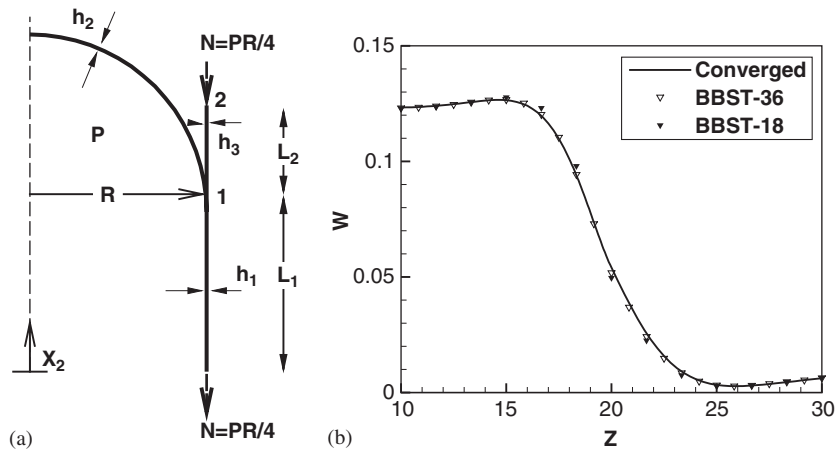 h2
N=PR/4
2
P
h3
L2
R
1
h1
L1
X2
N=PR/4
(a)
0.15
0.1
0.05
0
W
Converged
BBST-36
BBST-18
10 15 20 25 30
Z
(b)